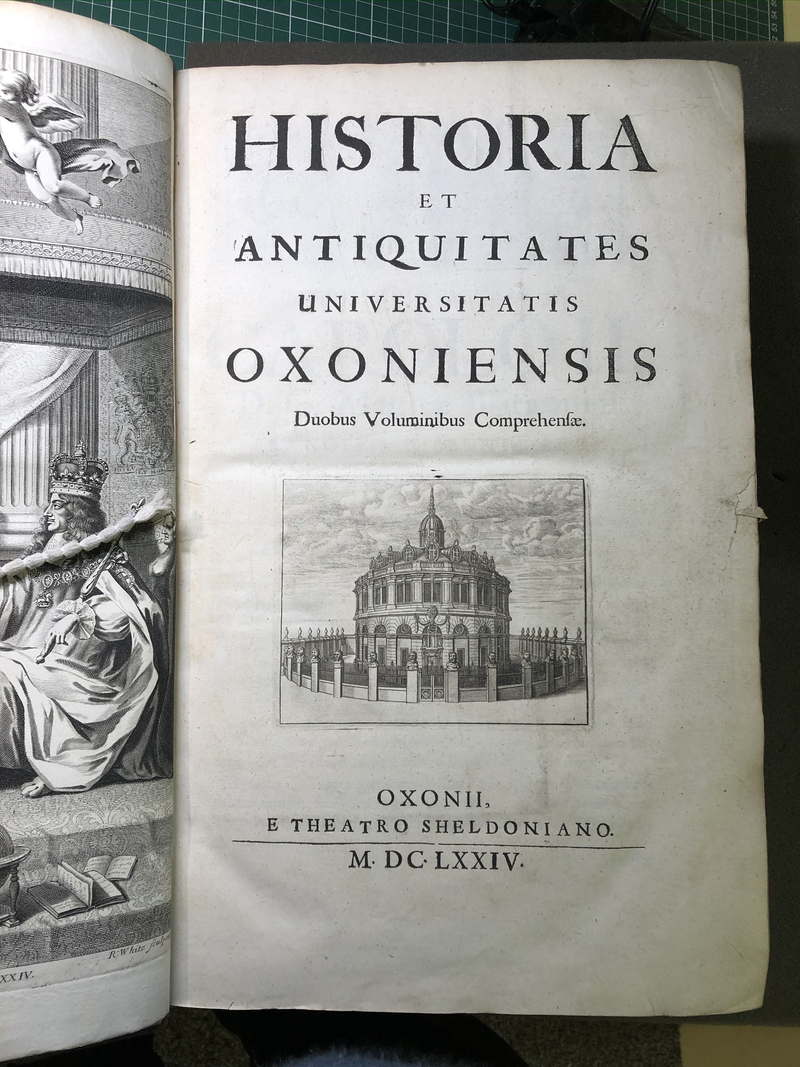 R. White sculp
XXIV.
HISTORIA
ET
ANTIQUITATES
UNIVERSITATIS
OXONIENSIS
Duobus Voluminibus Comprehenſæ.
OXONII,
E THEATRO SHELDONIANO.
M. DC. LXXIV.